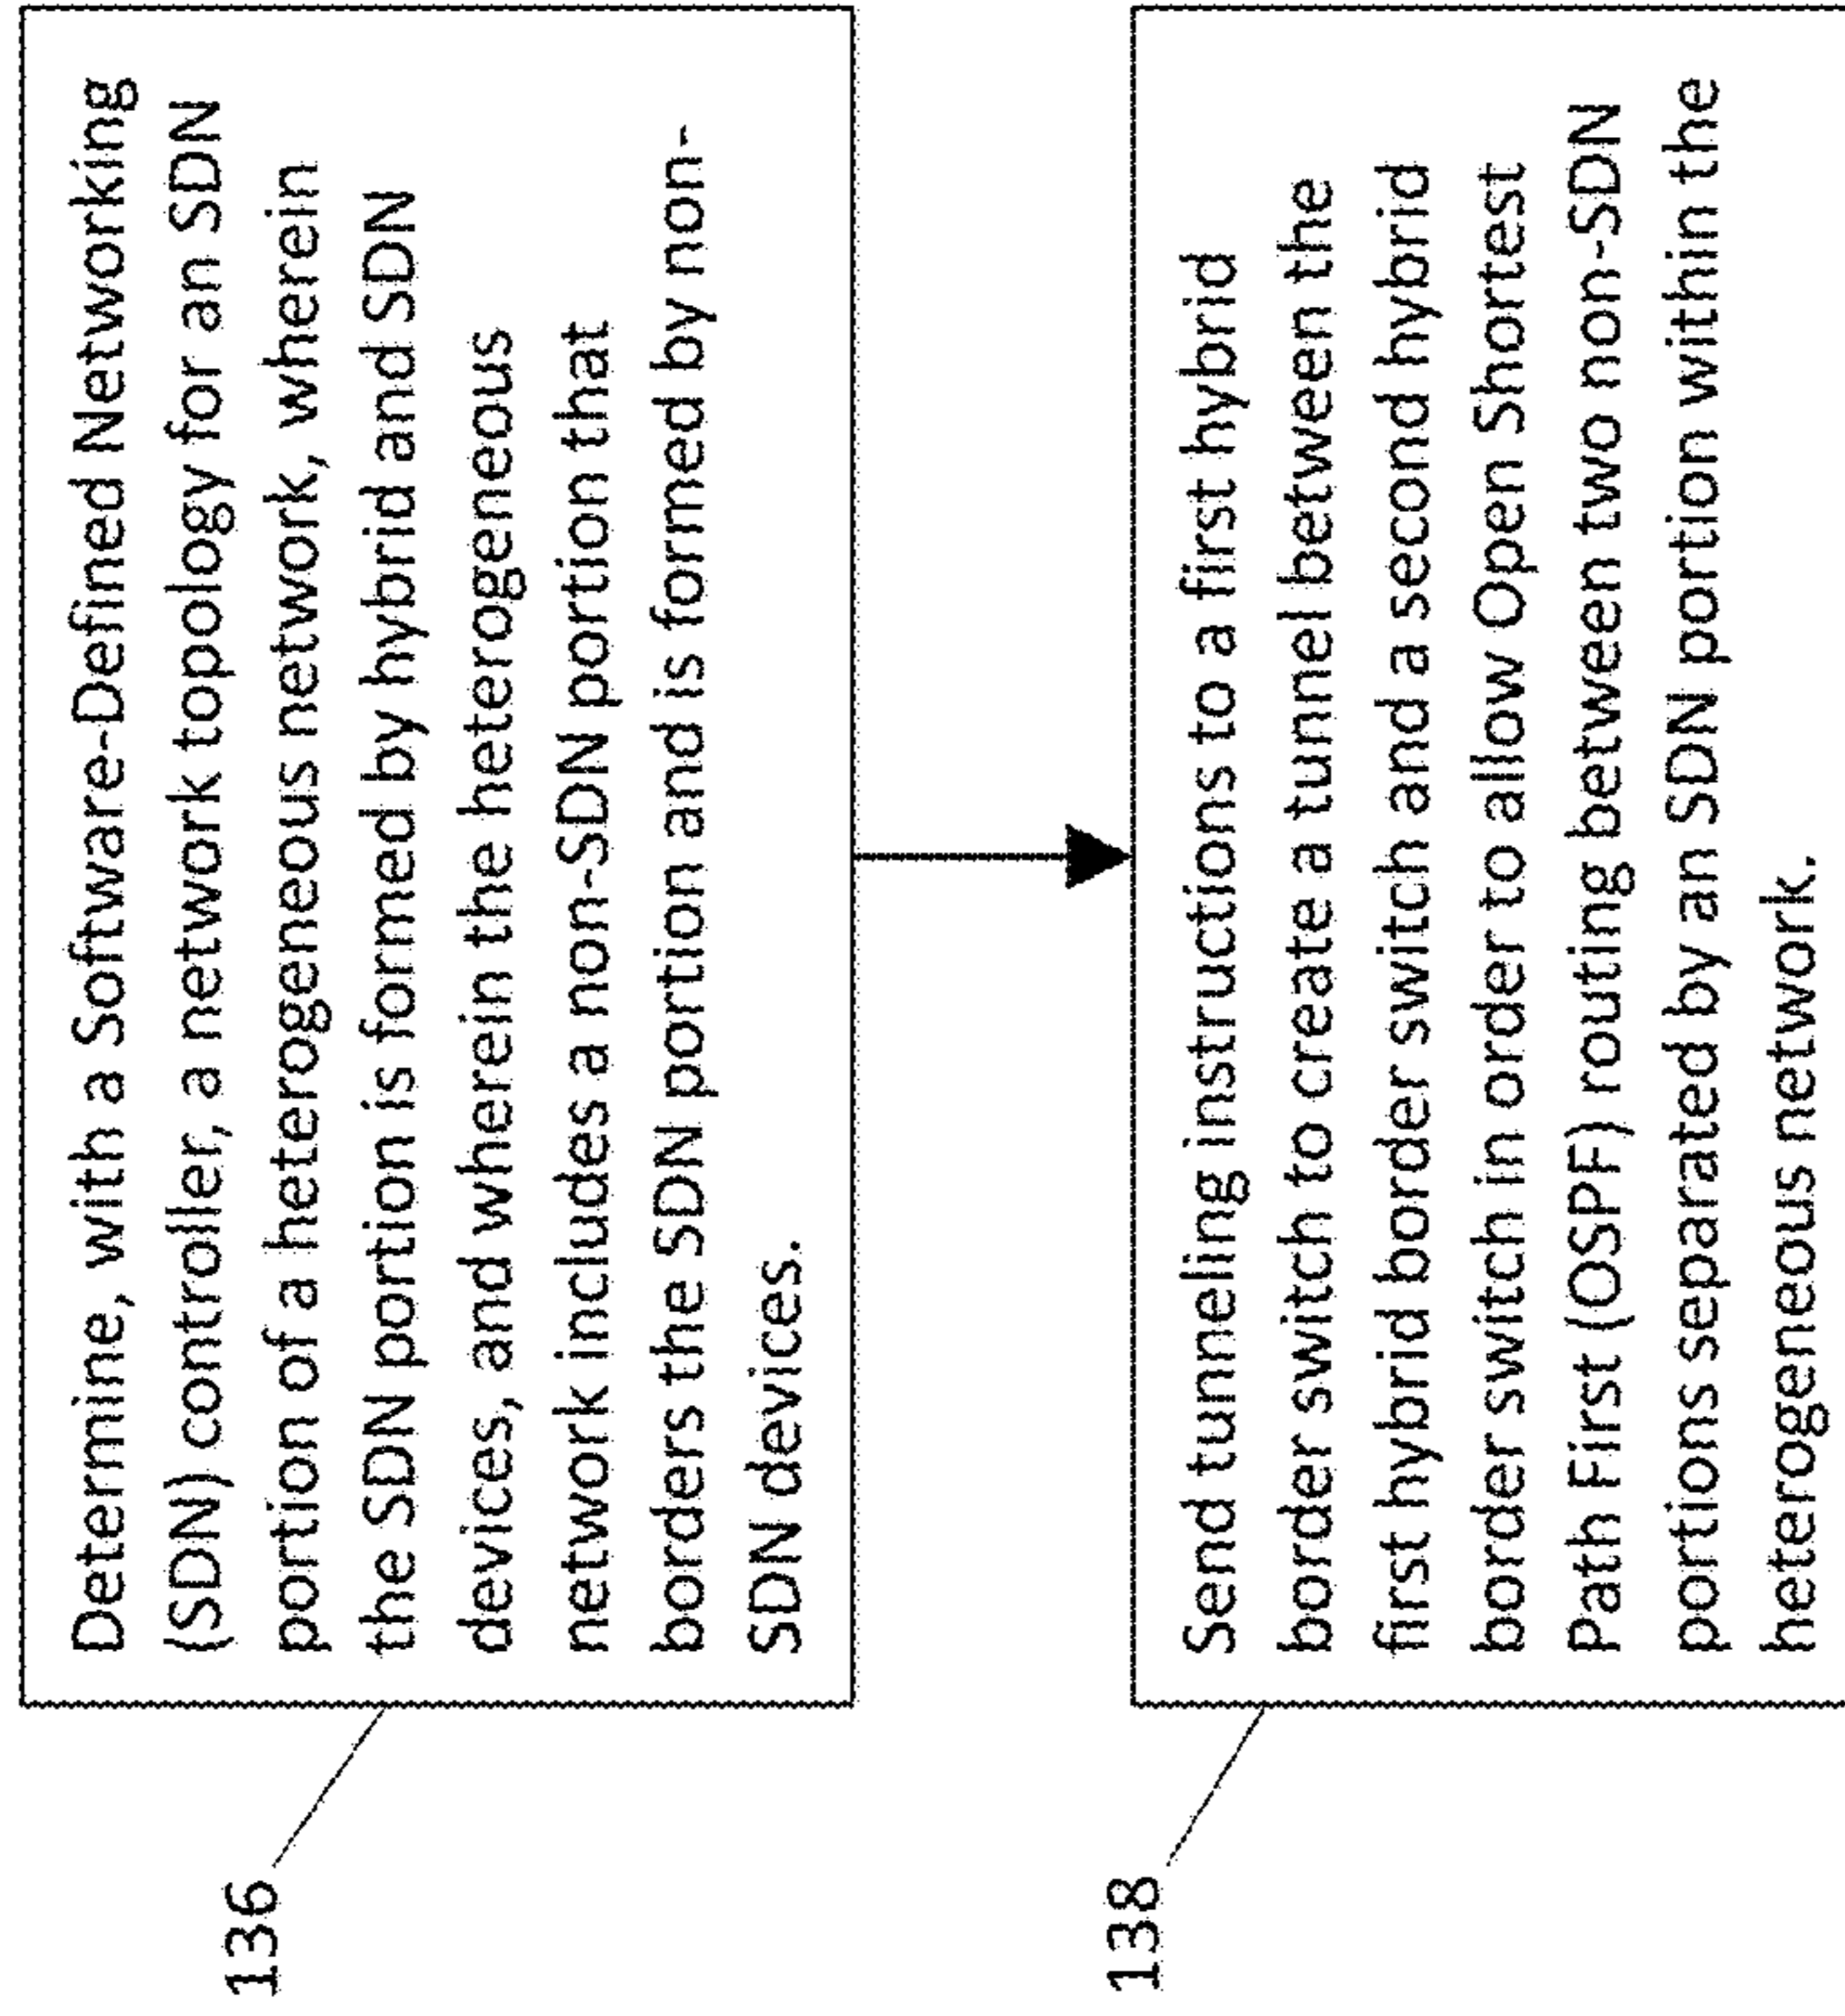 136
Determine, with a Software-Defined Networking
(SDN) controller, a network topology for an SDN
portion of a heterogeneous network, wherein
the SDN portion is formed by hybrid and SDN
devices, and wherein the heterogeneous
network includes a non-SDN portion that
borders the SDN portion and is formed by non-
SDN devices.
138
Send tunneling instructions to a first hybrid
border switch to create a tunnel between the
first hybrid border switch and a second hybrid
border switch in order to allow Open Shortest
Path First (OSPF) routing between two non-SDN
portions separated by an SDN portion within the
heterogeneous network.